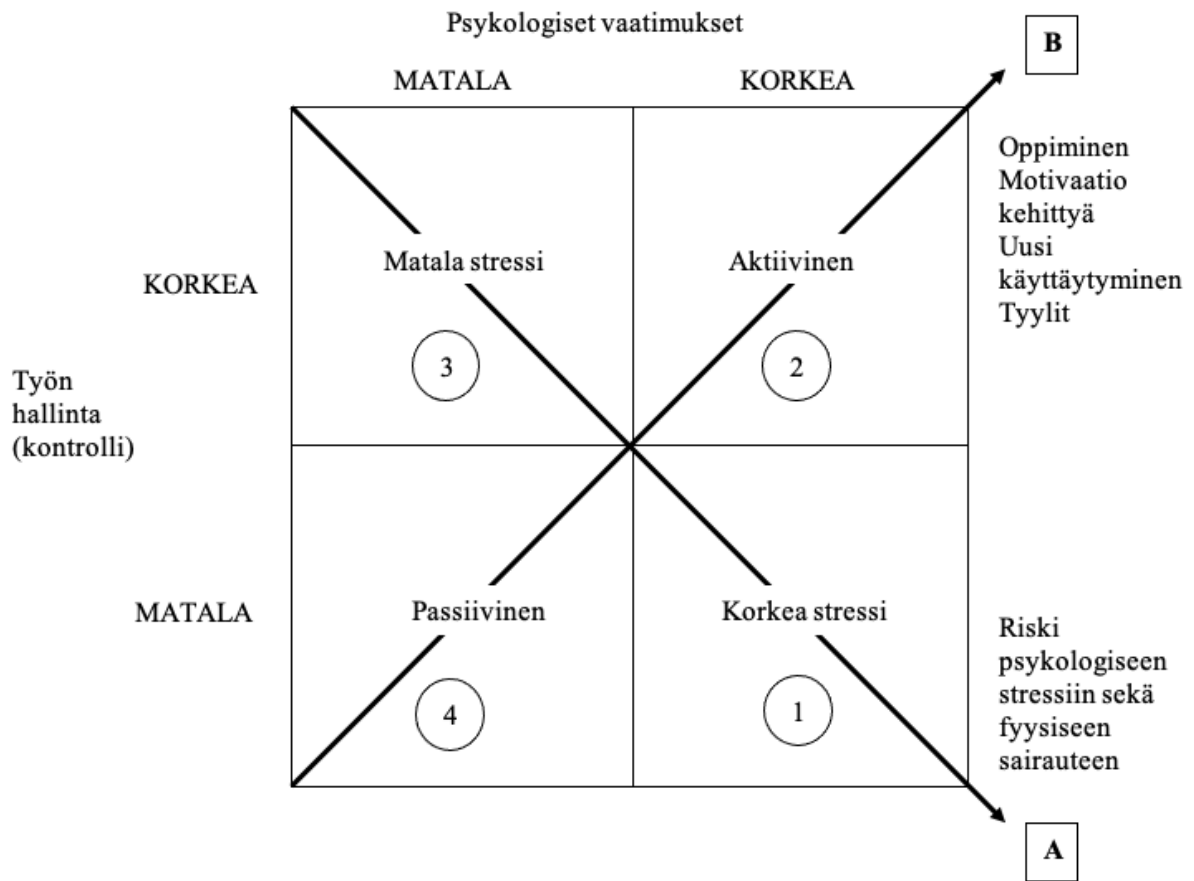 Psykologiset vaatimukset
B
MATALA
KORKEA
Oppiminen
Motivaatio
kehittyä
Uusi
käyttäytyminen
Tyylit
KORKEA
Matala stressi
Aktiivinen
3
2
Työn
hallinta
(kontrolli)
MATALA
Passiivinen
Korkea stressi
4
1
Riski
psykologiseen
stressiin sekä
fyysiseen
sairauteen
A